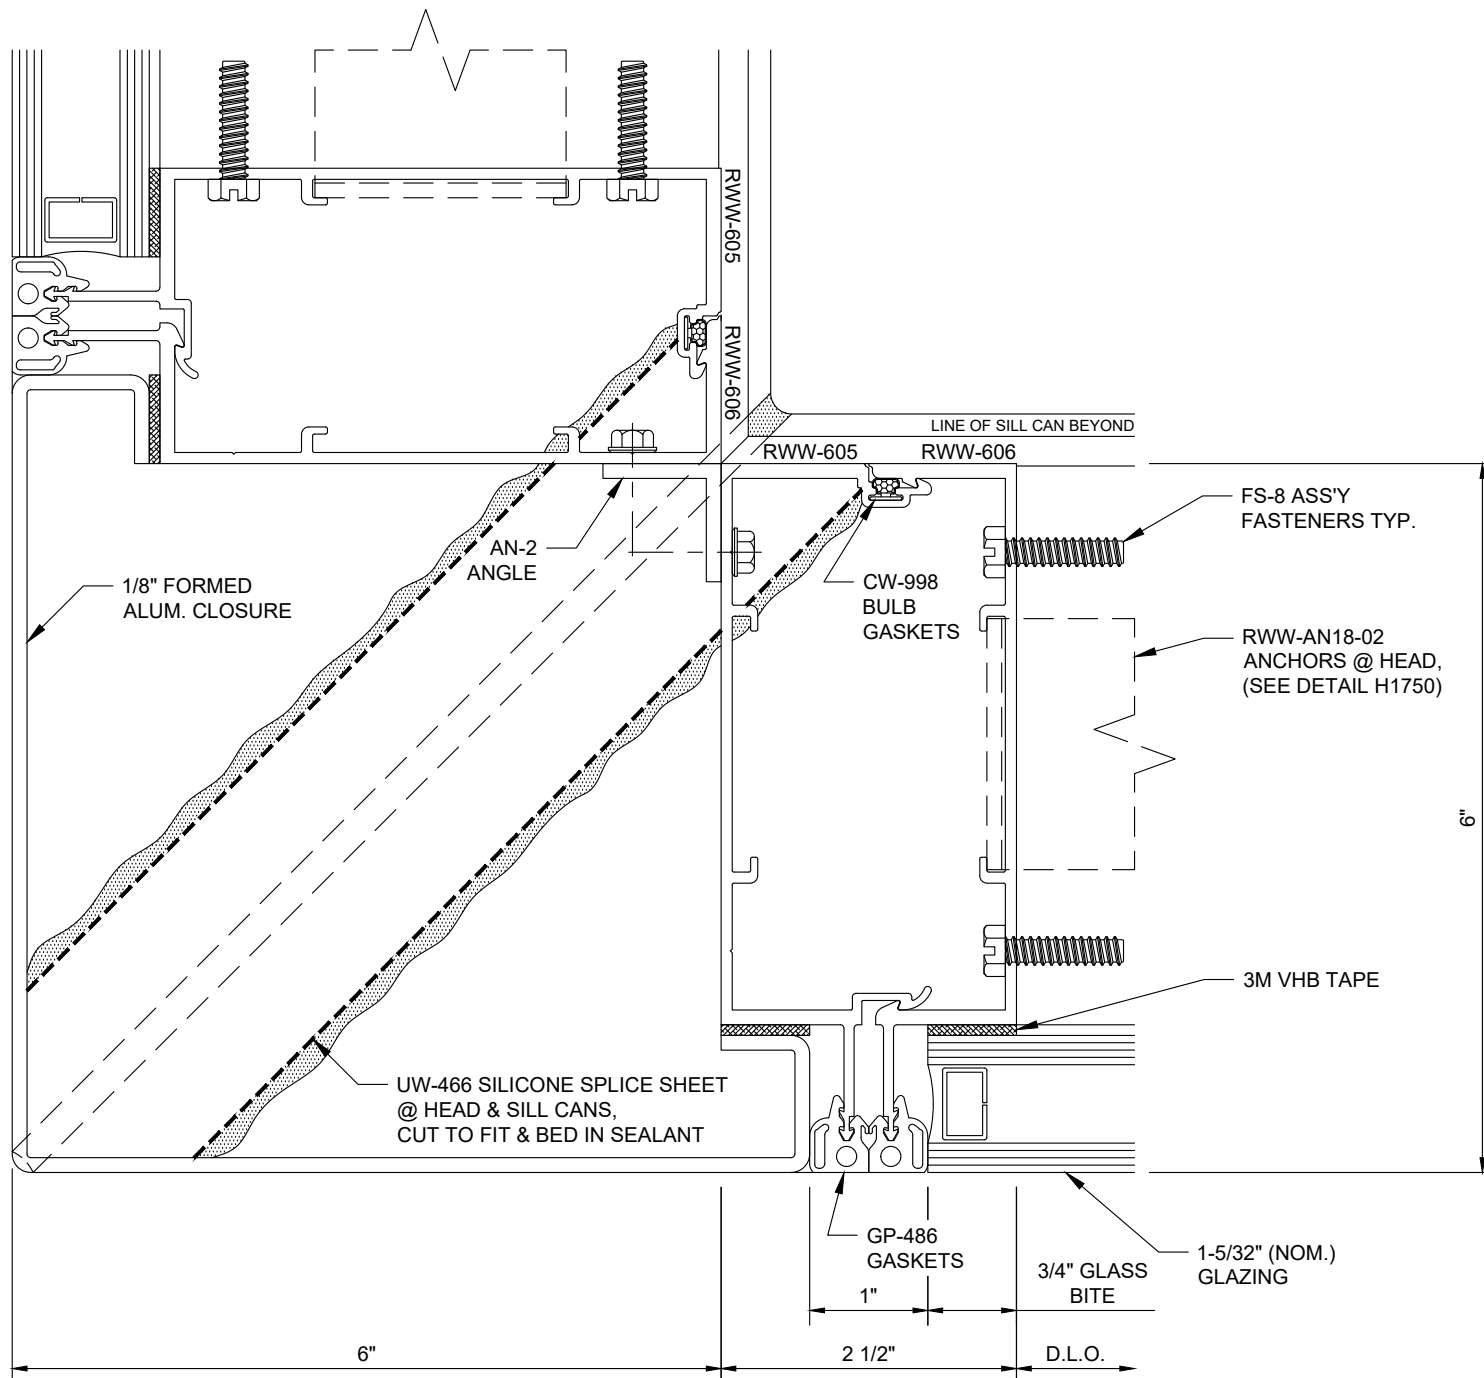 RWW-605
RWW-606
LINE OF SILL CAN BEYOND
RWW-605
RWW-606
FS-8 ASS'Y
FASTENERS TYP.
AN-2
ANGLE
1/8" FORMED
ALUM. CLOSURE
CW-998
BULB
GASKETS
RWW-AN18-02
ANCHORS @ HEAD,
(SEE DETAIL H1750)
6"
3M VHB TAPE
UW-466 SILICONE SPLICE SHEET
@ HEAD & SILL CANS,
CUT TO FIT & BED IN SEALANT
GP-486
GASKETS
1-5/32" (NOM.)
GLAZING
3/4" GLASS
BITE
1"
6"
2 1/2"
D.L.O.